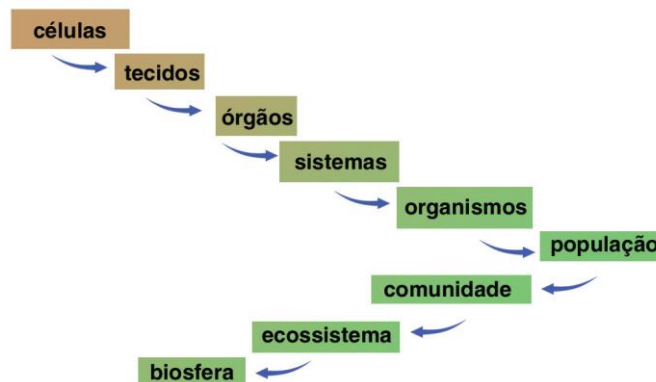 células
tecidos
órgãos
sistemas
organismos
população
comunidade
ecossistema
biosfera